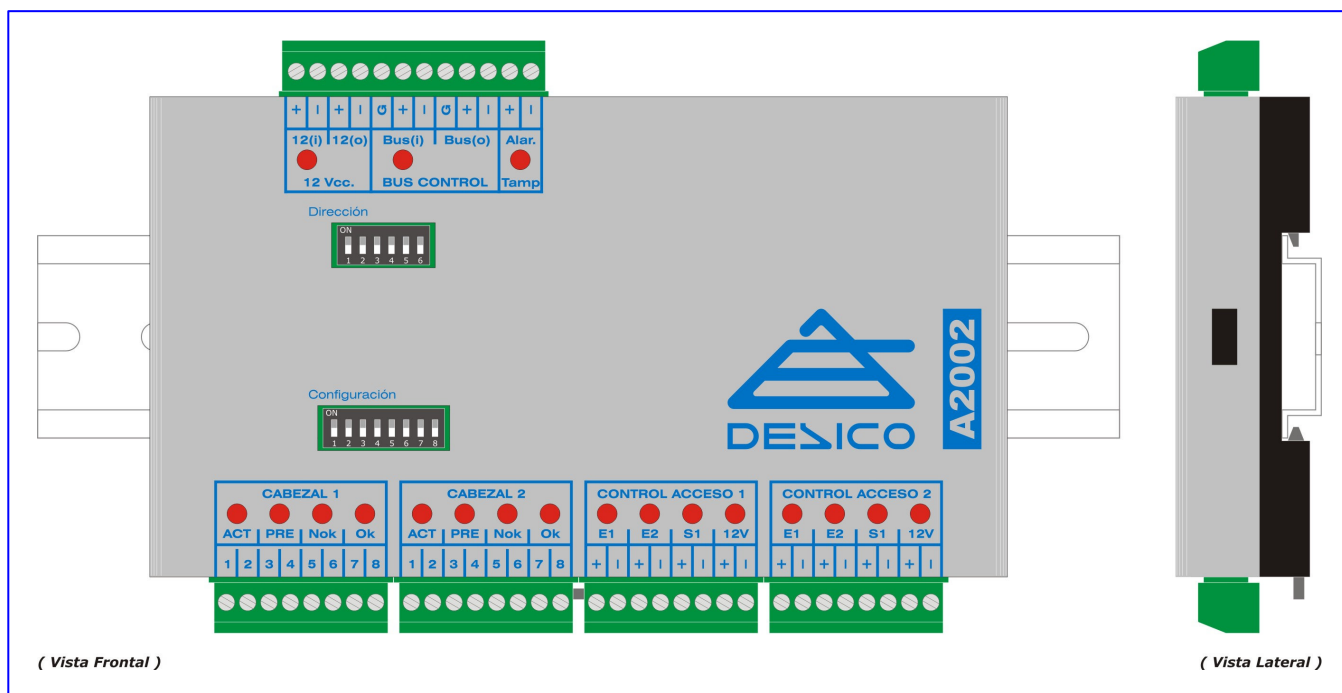 + − + − G + − G + − + −
12(i) 12(o) Bus(i) Bus(o) Alar.
12 Vcc. BUS CONTROL Tamp
Dirección
ON
1 2 3 4 5 6
Configuración
ON
1 2 3 4 5 6 7 8
DESICO
A2002
CABEZAL 1 CABEZAL 2 CONTROL ACCESO 1 CONTROL ACCESO 2
ACT PRE Nok Ok ACT PRE Nok Ok E1 E2 S1 12V E1 E2 S1 12V
1 2 3 4 5 6 7 8 1 2 3 4 5 6 7 8 + − + − + − + − + − + − + − + −
( Vista Frontal ) ( Vista Lateral )